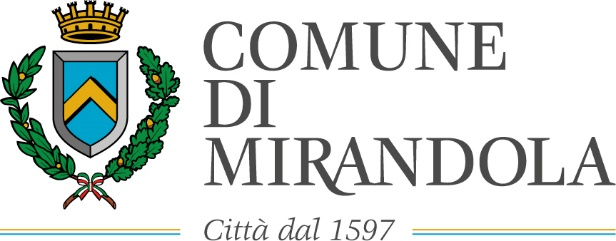 COMUNE
DI
MIRANDOLA
Città dal 1597